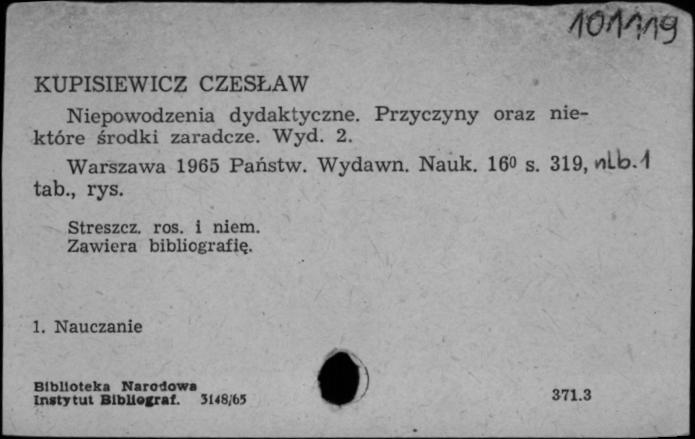 101119
KUPISIEWICZ CZESŁAW
Niepowodzenia dydaktyczne. Przyczyny oraz nie-
które środki zaradcze. Wyd. 2.
Warszawa 1965 Państw. Wydawn. Nauk. 16⁰ s. 319, nlb. 1
tab., rys.
Streszcz. ros. i niem.
Zawiera bibliografię.
1. Nauczanie
Biblioteka Narodowa
Instytut Bibliograf. 3148/65
371.3